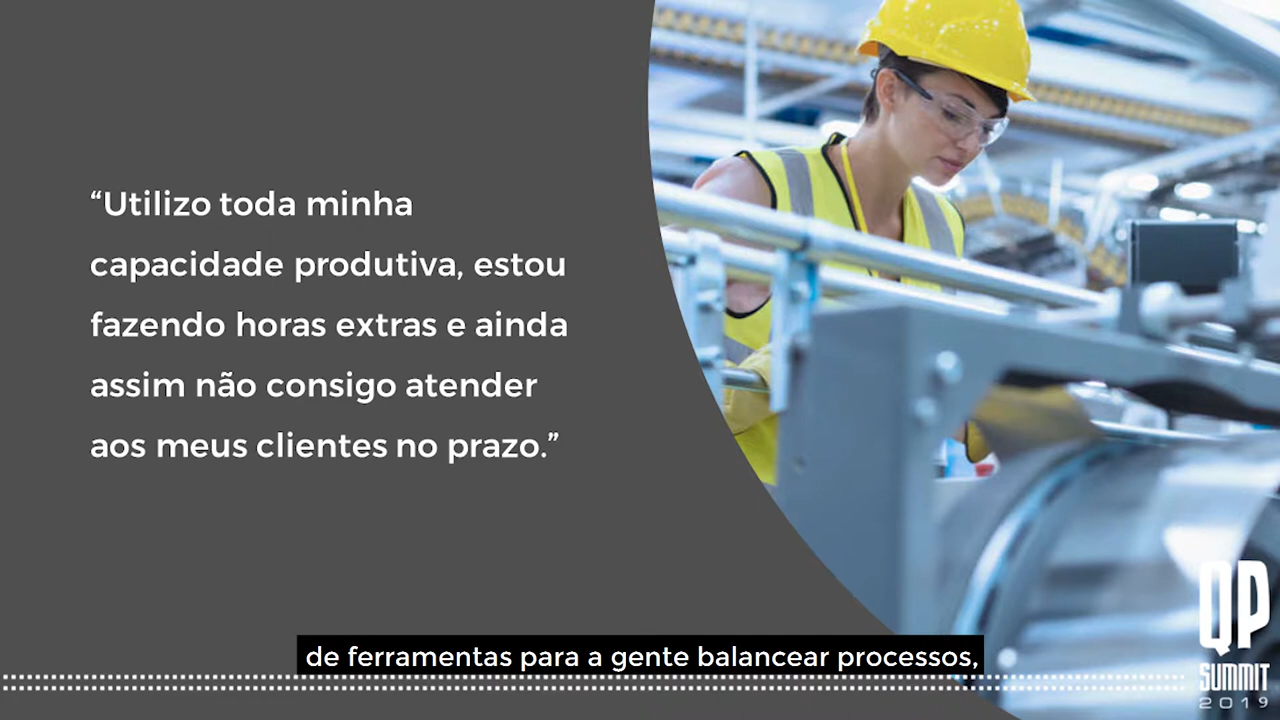 “Utilizo toda minha
capacidade produtiva, estou
fazendo horas extras e ainda
assim não consigo atender
aos meus clientes no prazo.”
de ferramentas para a gente balancear processos,
QP
SUMMIT
2019